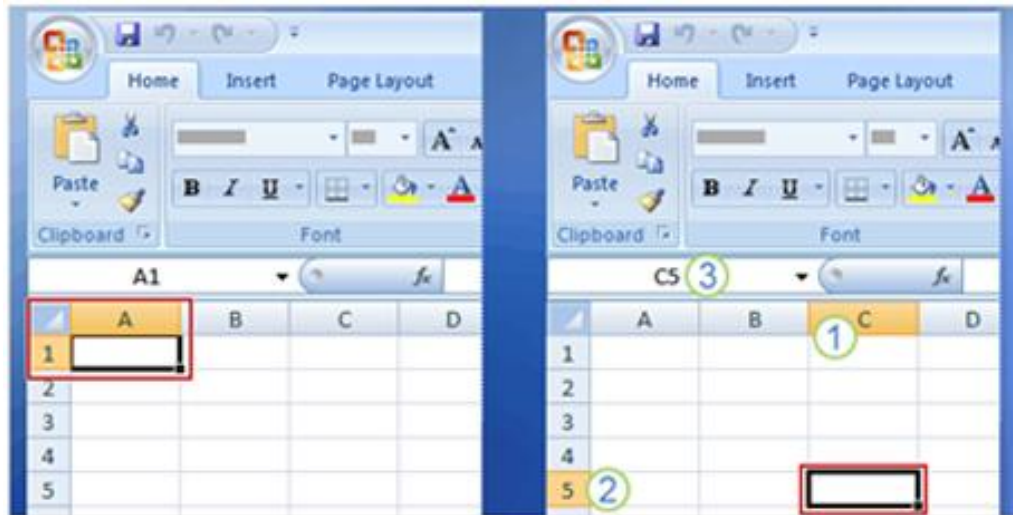 Home Insert Page Layout
Paste
A
B I U A
Clipboard Font
A1 fx
A B C D
1
2
3
4
5
Home Insert Page Layout
Paste
A
B I U A
Clipboard Font
C5 3 fx
A B C D
1
1
2
3
4
5 2